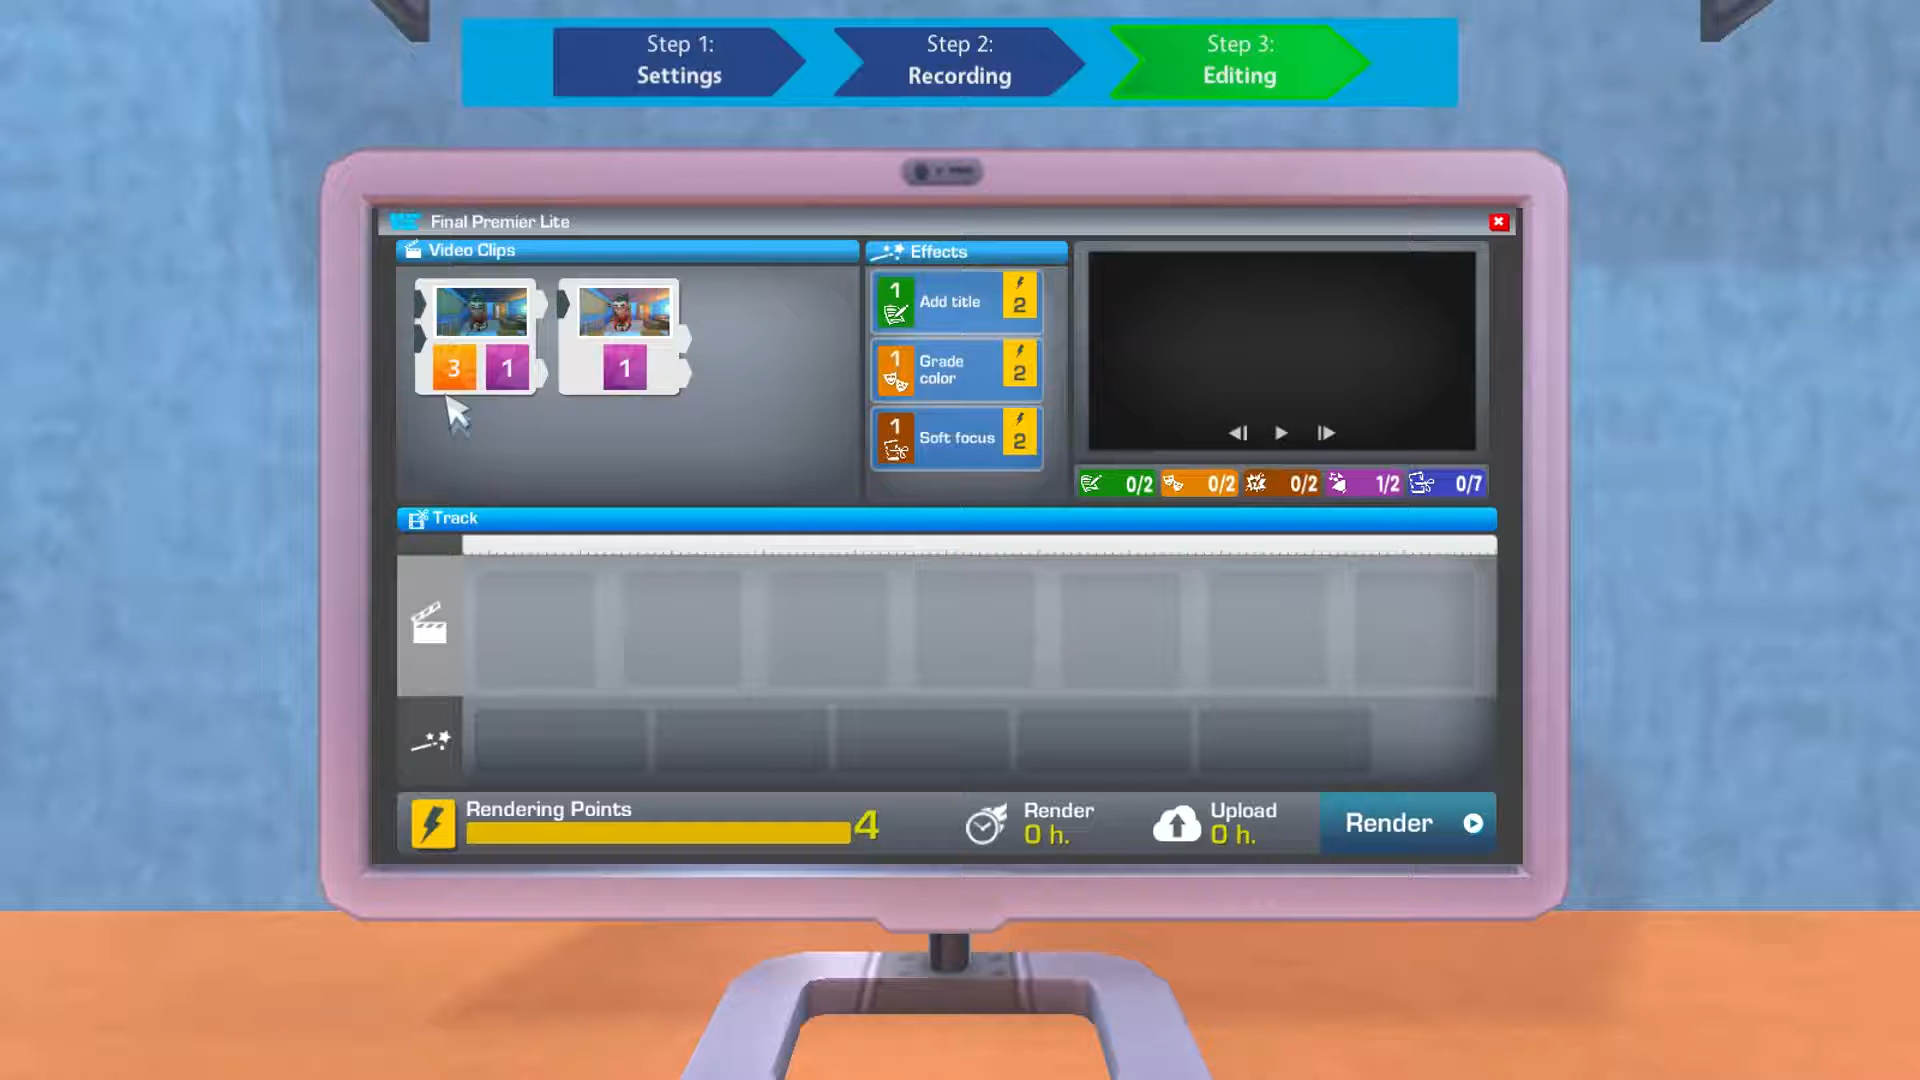 Step 1:
Settings
Step 2:
Recording
Step 3:
Editing
Final Premier Lite
Video Clips
Effects
3 1
1
1 Add title 2
1 Grade color 2
1 Soft focus 2
0/2 0/2 0/2 1/2 0/7
Track
Rendering Points
4
Render
0 h.
Upload
0 h.
Render